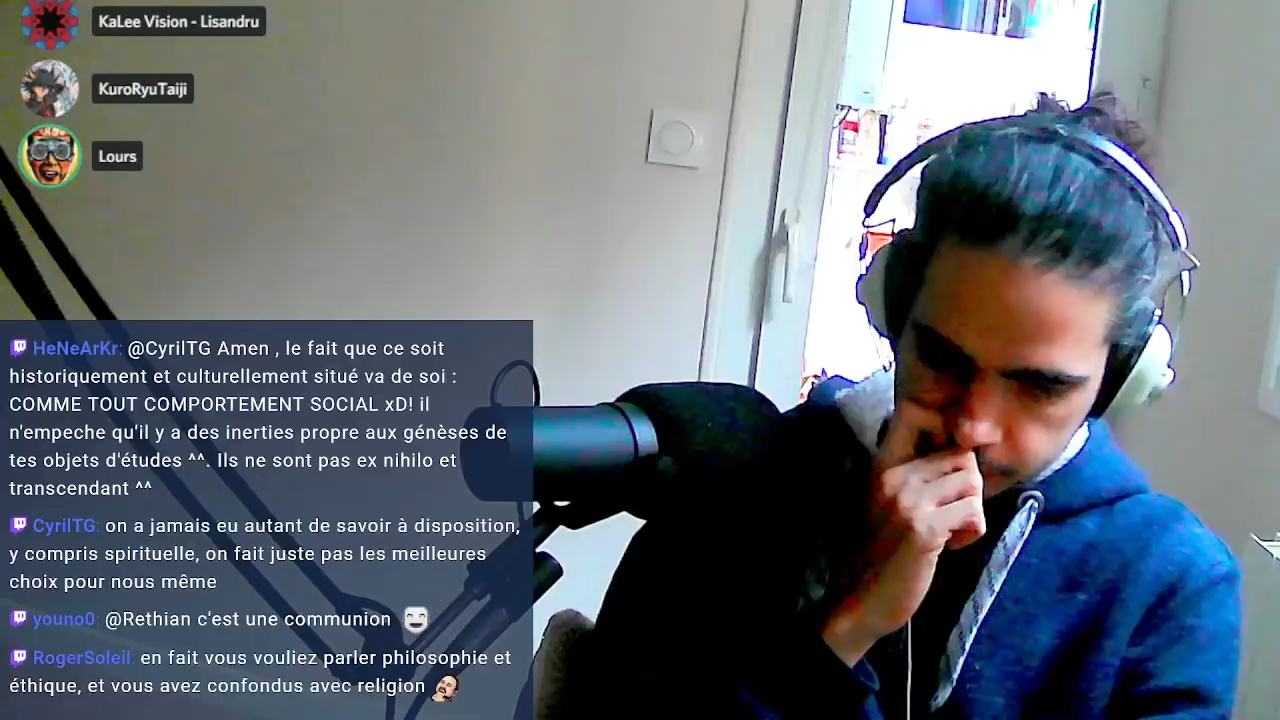 KaLee Vision - Lisandru
KuroRyuTaiji
Lours
HeNeArKr: @CyrilTG Amen , le fait que ce soit
historiquement et culturellement situé va de soi :
COMME TOUT COMPORTEMENT SOCIAL xD! il
n'empeche qu'il y a des inerties propre aux génèses de
tes objets d'études ^^. Ils ne sont pas ex nihilo et
transcendant ^^
CyrilTG: on a jamais eu autant de savoir à disposition,
y compris spirituelle, on fait juste pas les meilleures
choix pour nous même
youno0: @Rethian c'est une communion
RogerSoleil: en fait vous vouliez parler philosophie et
éthique, et vous avez confondus avec religion